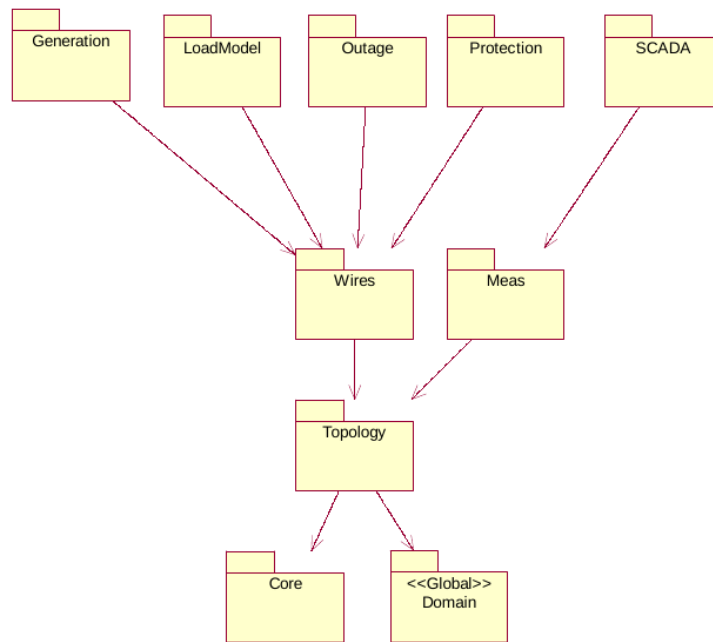 Generation
LoadModel
Outage
Protection
SCADA
Wires
Meas
Topology
Core
<<Global>>
Domain